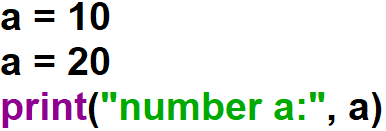 a = 10
a = 20
print("number a:", a)